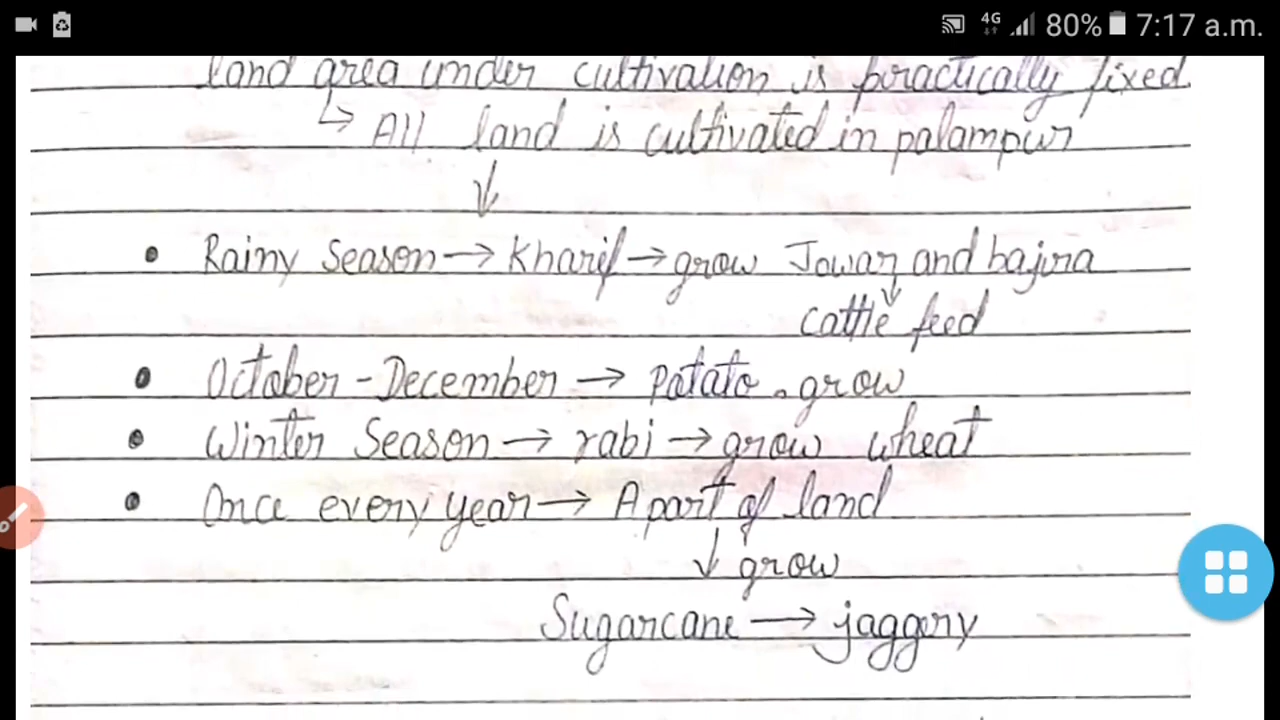 4G 80% 7:17 a.m.
land area under cultivation is practically fixed
↳ All land is cultivated in palampur
↓
• Rainy Season → Kharif → grow Jowar and bajra
↓
cattle feed
• October - December → Patato . grow
• Winter Season → rabi → grow wheat
• Once every year → A part of land
↓ grow
Sugarcane → jaggery